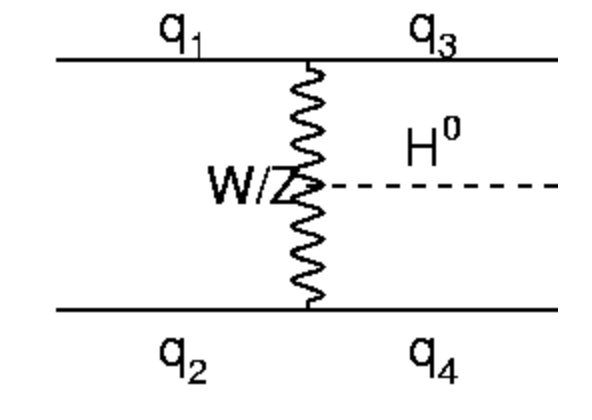 q₁ q₃
H⁰
W/Z
q₂ q₄